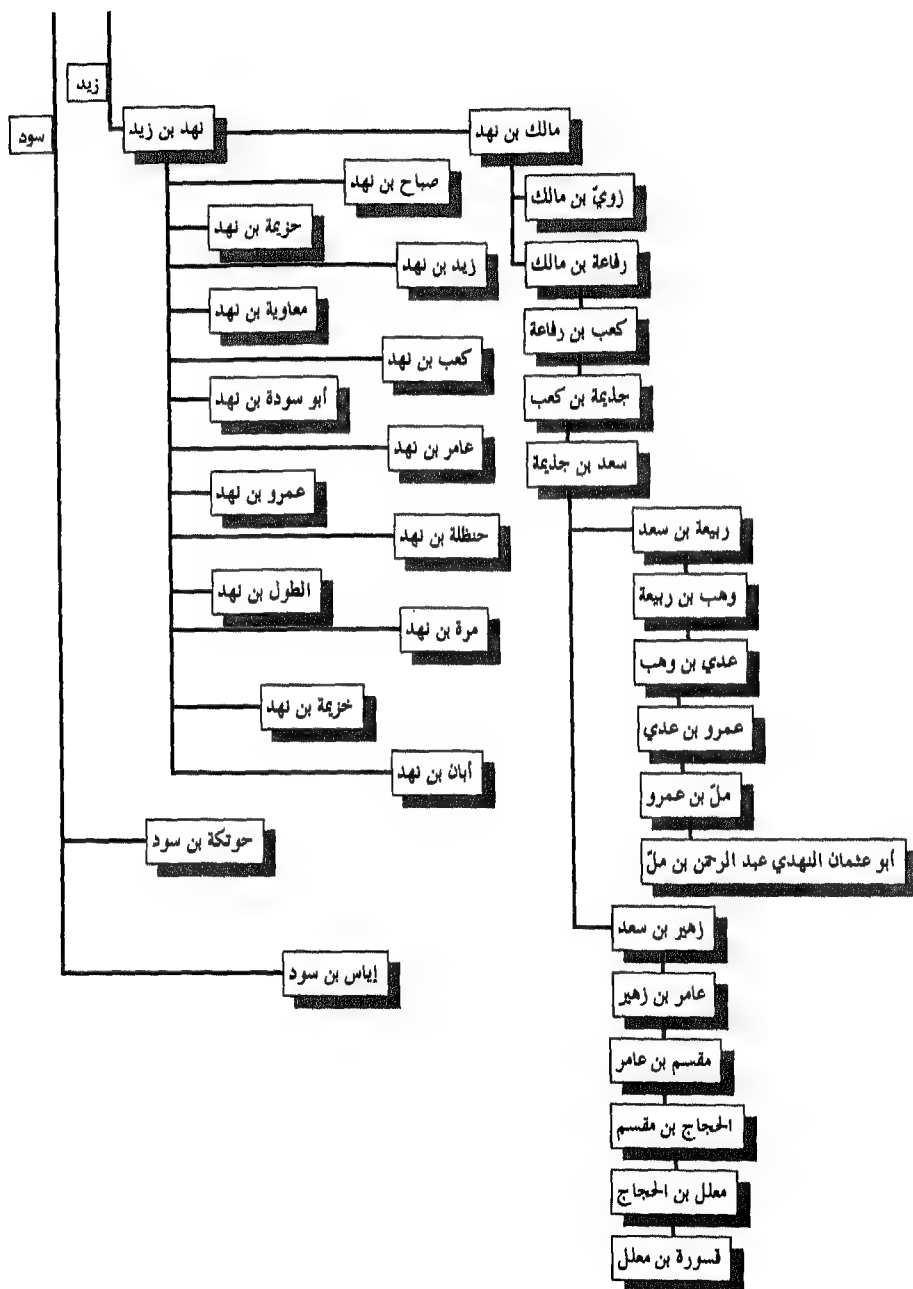 زيد
سود
نهد بن زيد
مالك بن نهد
صباح بن نهد
زويّ بن مالك
حزيمة بن نهد
زيد بن نهد
رفاعة بن مالك
معاوية بن نهد
كعب بن رفاعة
كعب بن نهد
أبو سودة بن نهد
جذيمة بن كعب
عامر بن نهد
سعد بن جذيمة
عمرو بن نهد
حنظلة بن نهد
ربيعة بن سعد
الطول بن نهد
وهب بن ربيعة
مرة بن نهد
عدي بن وهب
خزيمة بن نهد
عمرو بن عدي
أبان بن نهد
ملّ بن عمرو
حوتكة بن سود
أبو عثمان النهدي عبد الرحمن بن ملّ
زهير بن سعد
إياس بن سود
عامر بن زهير
مقسم بن عامر
الحجاج بن مقسم
معلل بن الحجاج
قسورة بن معلل